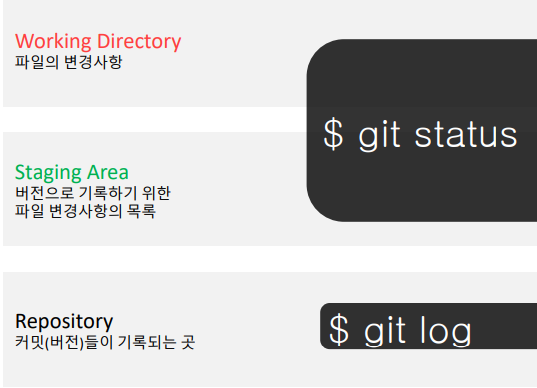 Working Directory
파일의 변경사항
$ git status
Staging Area
버전으로 기록하기 위한
파일 변경사항의 목록
Repository
커밋(버전)들이 기록되는 곳
$ git log